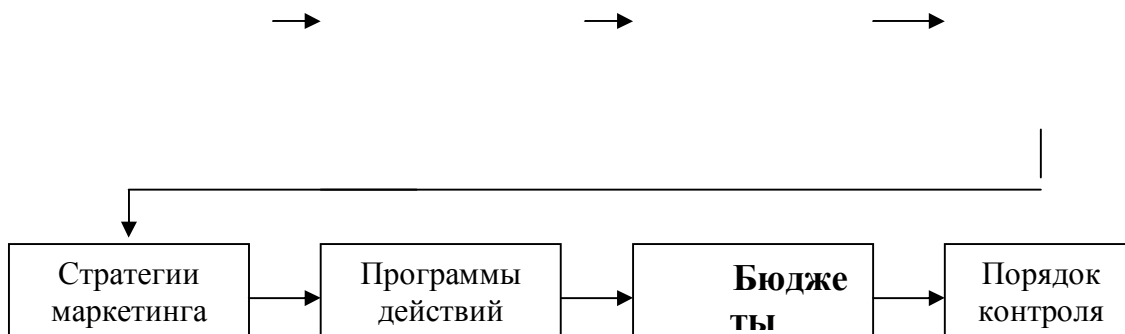 Стратегии
маркетинга
Программы
действий
Бюдже
ты
Порядок
контроля